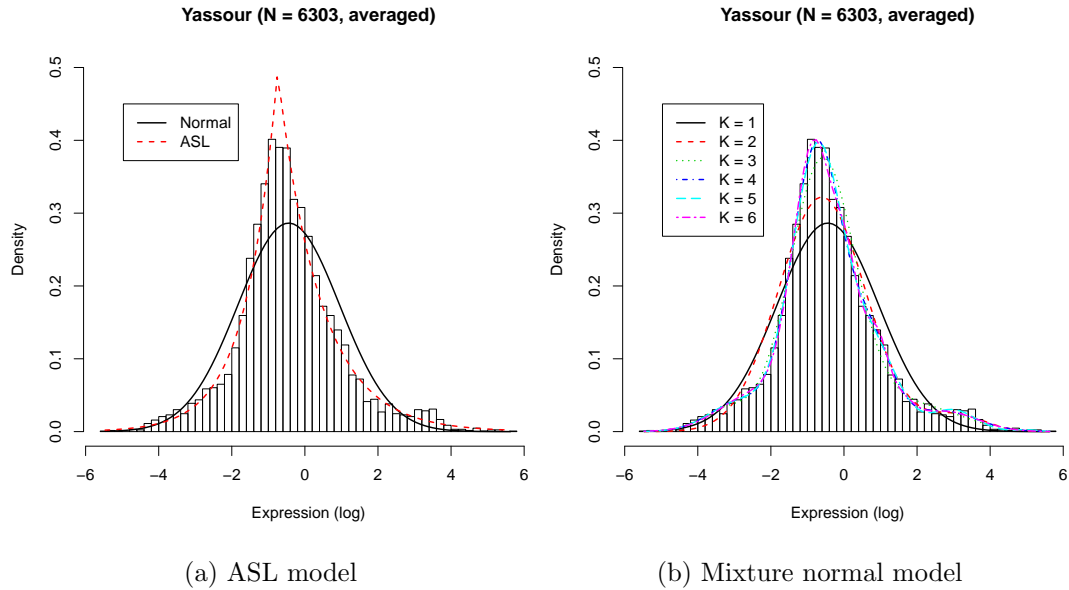 Yassour (N = 6303, averaged)
Density
0.5
0.4
0.3
0.2
0.1
0.0
Normal
ASL
−6
−4
−2
0
2
4
6
Expression (log)
(a) ASL model
Yassour (N = 6303, averaged)
Density
0.5
0.4
0.3
0.2
0.1
0.0
K = 1
K = 2
K = 3
K = 4
K = 5
K = 6
−6
−4
−2
0
2
4
6
Expression (log)
(b) Mixture normal model